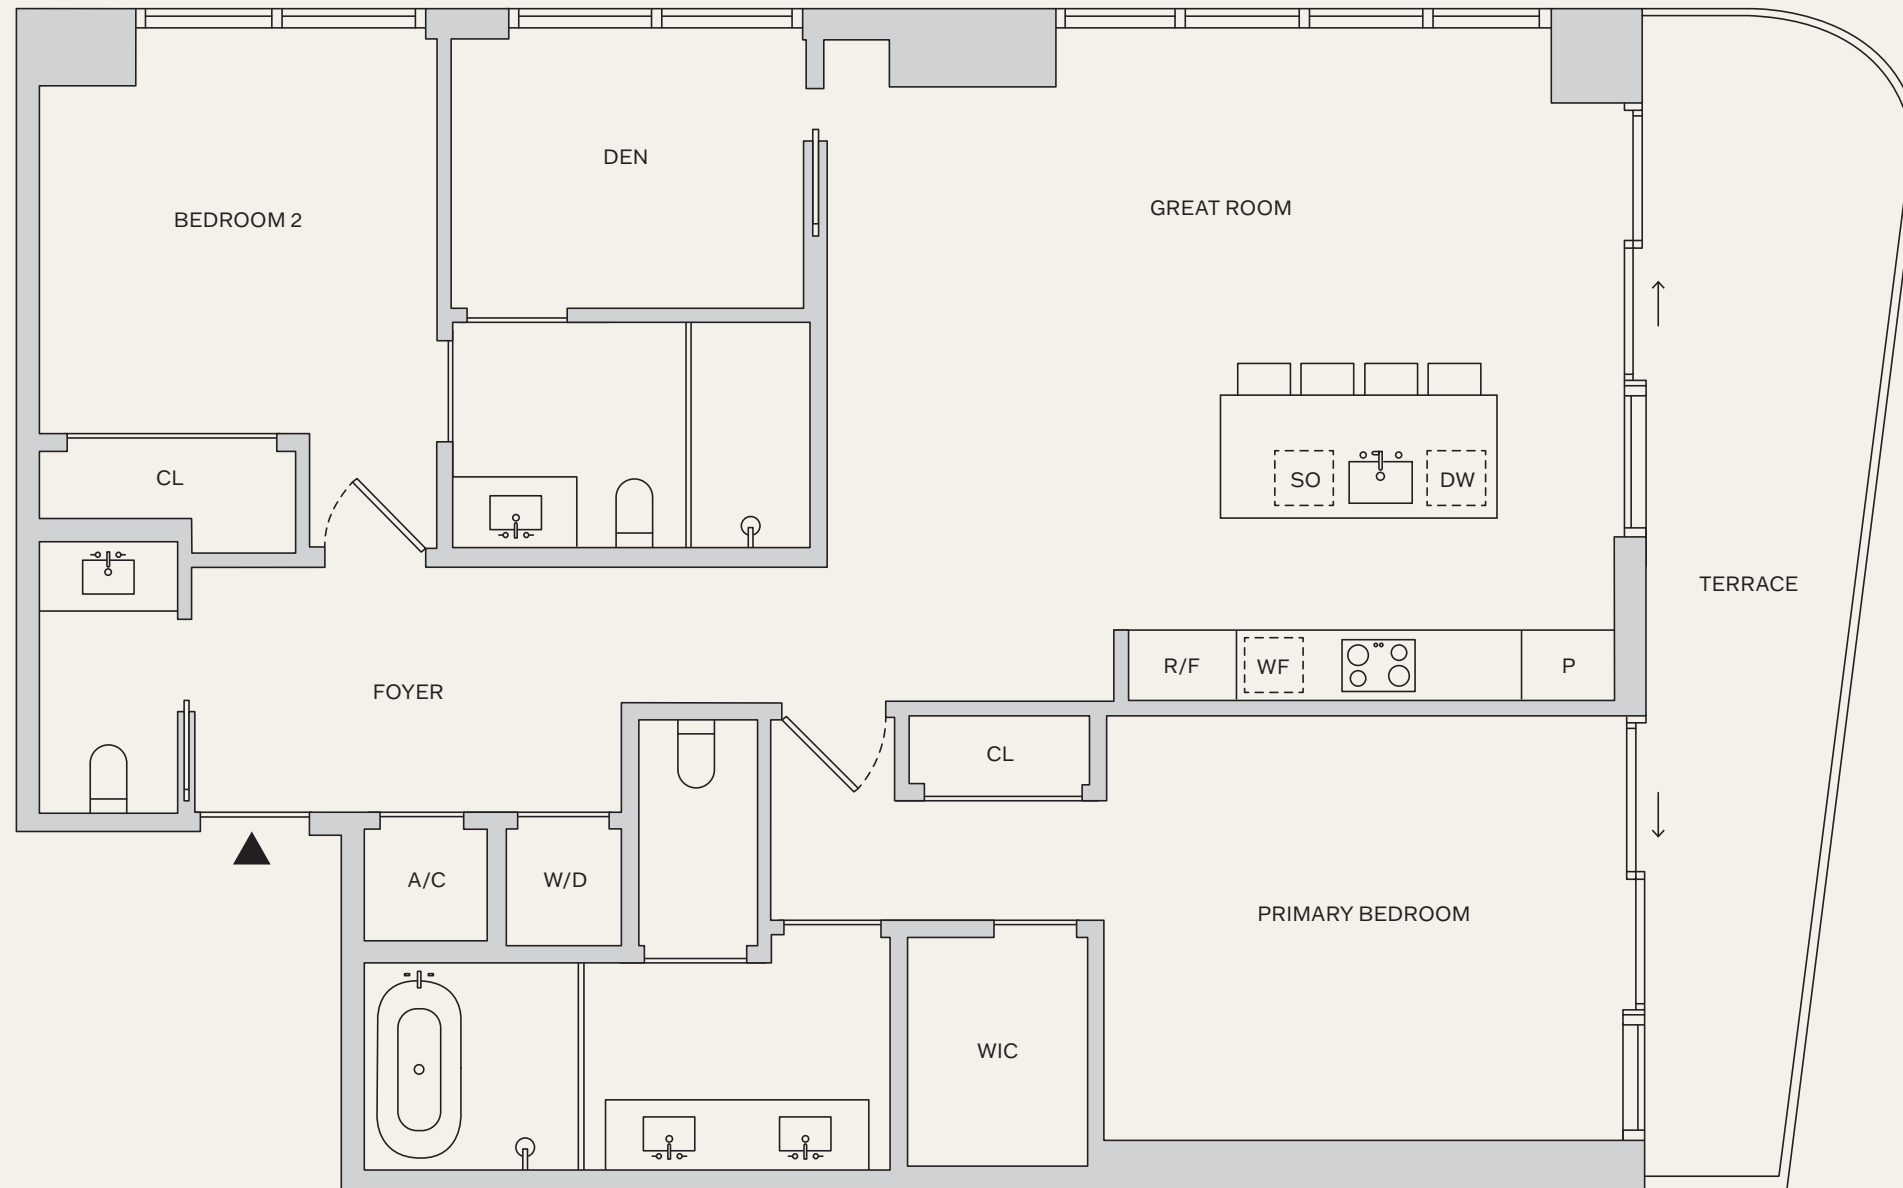 DEN
BEDROOM 2
GREAT ROOM
CL
SO
DW
TERRACE
R/F
WF
P
FOYER
CL
A/C
W/D
PRIMARY BEDROOM
WIC